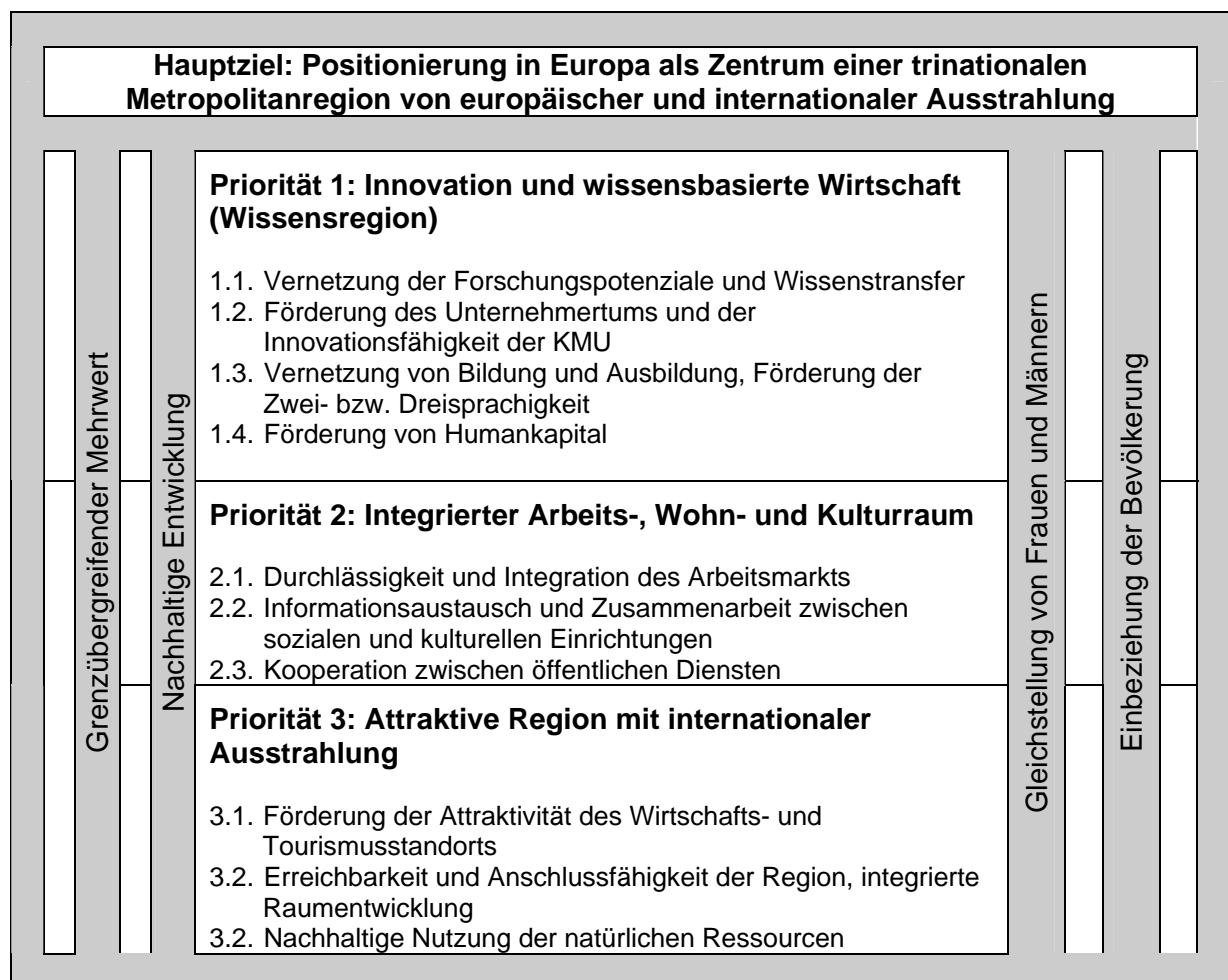 Hauptziel: Positionierung in Europa als Zentrum einer trinationalen
Metropolitanregion von europäischer und internationaler Ausstrahlung
Grenzübergreifender Mehrwert
Nachhaltige Entwicklung
Priorität 1: Innovation und wissensbasierte Wirtschaft
(Wissensregion)
1.1. Vernetzung der Forschungspotenziale und Wissenstransfer
1.2. Förderung des Unternehmertums und der
Innovationsfähigkeit der KMU
1.3. Vernetzung von Bildung und Ausbildung, Förderung der
Zwei- bzw. Dreisprachigkeit
1.4. Förderung von Humankapital
Priorität 2: Integrierter Arbeits-, Wohn- und Kulturraum
2.1. Durchlässigkeit und Integration des Arbeitsmarkts
2.2. Informationsaustausch und Zusammenarbeit zwischen
sozialen und kulturellen Einrichtungen
2.3. Kooperation zwischen öffentlichen Diensten
Priorität 3: Attraktive Region mit internationaler
Ausstrahlung
3.1. Förderung der Attraktivität des Wirtschafts- und
Tourismusstandorts
3.2. Erreichbarkeit und Anschlussfähigkeit der Region, integrierte
Raumentwicklung
3.2. Nachhaltige Nutzung der natürlichen Ressourcen
Gleichstellung von Frauen und Männern
Einbeziehung der Bevölkerung